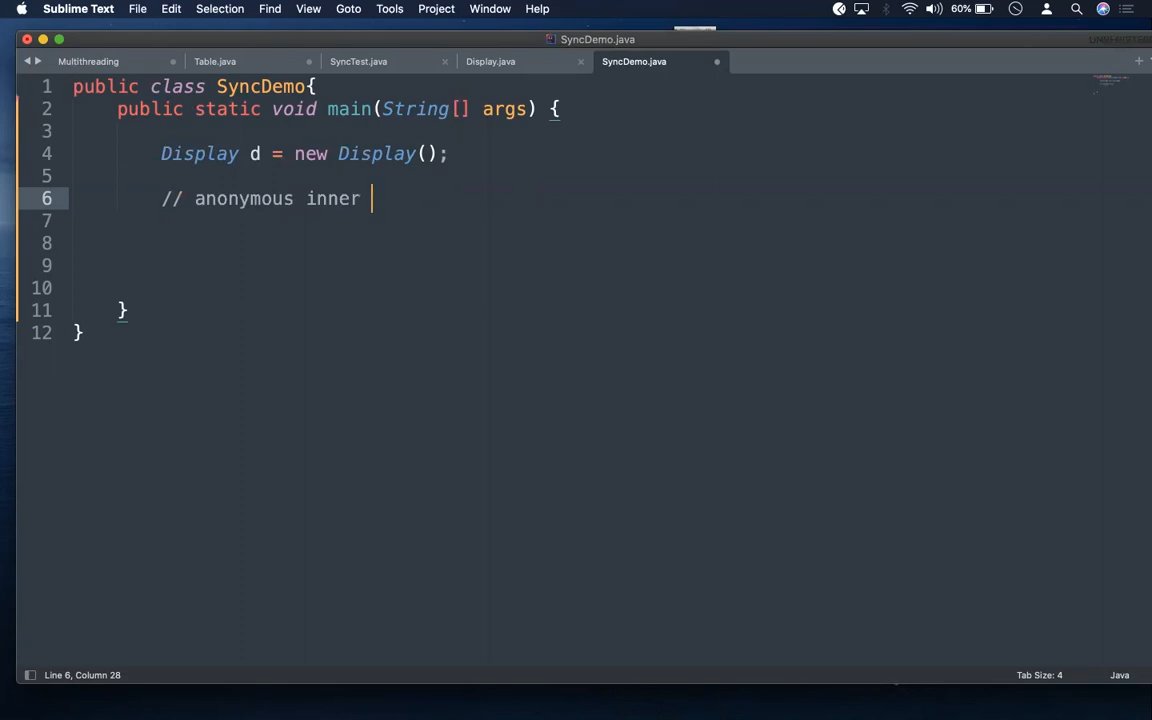 Sublime Text File Edit Selection Find View Goto Tools Project Window Help 60%
SyncDemo.java
Multithreading Table.java SyncTest.java Display.java SyncDemo.java
1 public class SyncDemo{
2 public static void main(String[] args) {
3
4 Display d = new Display();
5
6 // anonymous inner
7
8
9
10
11 }
12 }
Line 6, Column 28 Tab Size: 4 Java